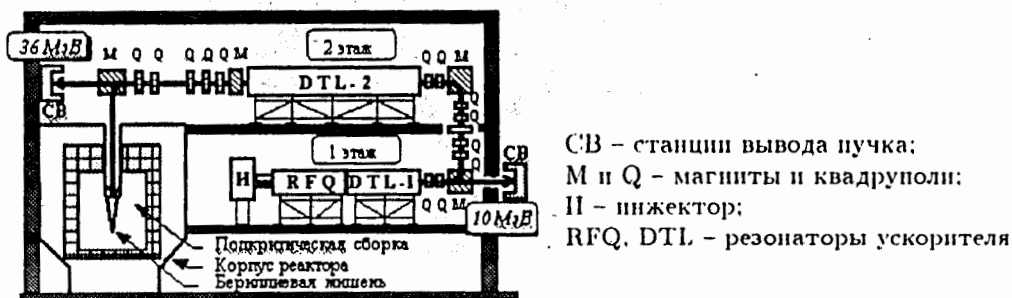 36 МэВ
М Q Q Q Q Q М
2 этаж
Q Q М
DTL-2
СВ
Q
Q
Q
Q
1 этаж
СВ
И
RFQ DTL-1
Q Q М
10 МэВ
Подкритическая сборка
Корпус реактора
Бериллиевая мишень
СВ – станции вывода пучка;
М и Q – магниты и квадруполи;
И – инжектор;
RFQ, DTL – резонаторы ускорителя